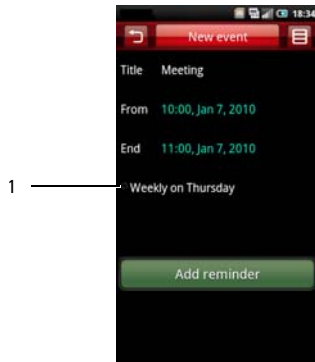 18:34
New event
Title Meeting
From 10:00, Jan 7, 2010
End 11:00, Jan 7, 2010
1 Weekly on Thursday
Add reminder